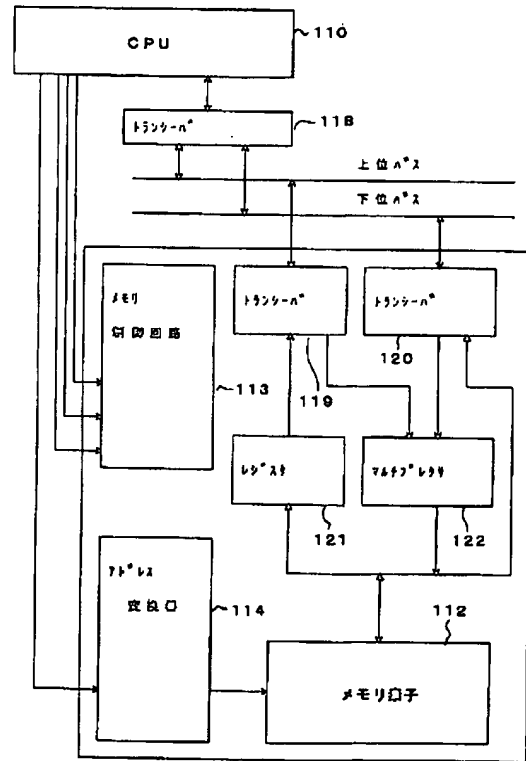 CPU
110
トランシーバ
118
上位バス
下位バス
メモリ
制御回路
113
トランシーバ
119
トランシーバ
120
レジスタ
121
マルチプレクサ
122
アドレス
変換器
114
112
メモリ素子